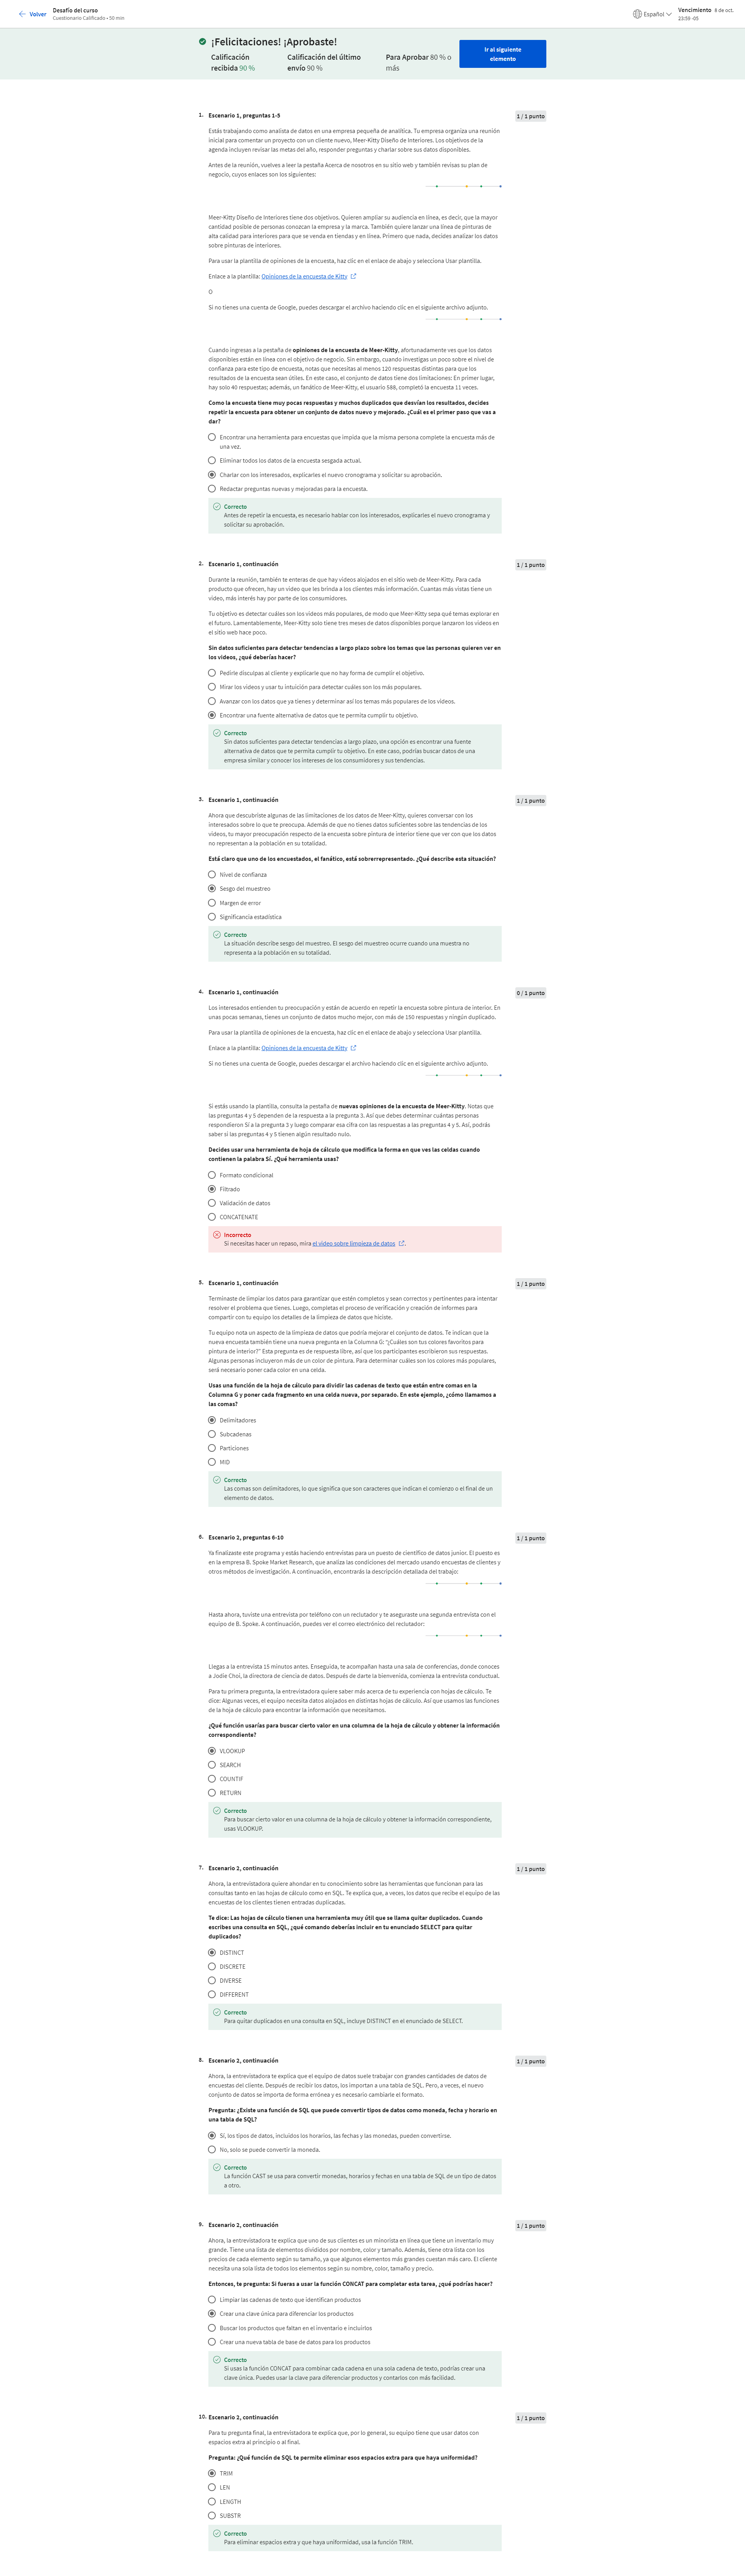 Volver
Desafío del curso
Cuestionario Calificado • 50 min
Español
Vencimiento 8 de oct.
23:59 -05
¡Felicitaciones! ¡Aprobaste!
Calificación
recibida 90 %
Calificación del último
envío 90 %
Para Aprobar 80 % o
más
Ir al siguiente
elemento
1. Escenario 1, preguntas 1-5
1 / 1 punto
Estás trabajando como analista de datos en una empresa pequeña de analítica. Tu empresa organiza una reunión
inicial para comentar un proyecto con un cliente nuevo, Meer-Kitty Diseño de Interiores. Los objetivos de la
agenda incluyen revisar las metas del año, responder preguntas y charlar sobre sus datos disponibles.
Antes de la reunión, vuelves a leer la pestaña Acerca de nosotros en su sitio web y también revisas su plan de
negocio, cuyos enlaces son los siguientes:
Meer-Kitty Diseño de Interiores tiene dos objetivos. Quieren ampliar su audiencia en línea, es decir, que la mayor
cantidad posible de personas conozcan la empresa y la marca. También quiere lanzar una línea de pinturas de
alta calidad para interiores para que se venda en tiendas y en línea. Primero que nada, decides analizar los datos
sobre pinturas de interiores.
Para usar la plantilla de opiniones de la encuesta, haz clic en el enlace de abajo y selecciona Usar plantilla.
Enlace a la plantilla: Opiniones de la encuesta de Kitty
O
Si no tienes una cuenta de Google, puedes descargar el archivo haciendo clic en el siguiente archivo adjunto.
Cuando ingresas a la pestaña de opiniones de la encuesta de Meer-Kitty, afortunadamente ves que los datos
disponibles están en línea con el objetivo de negocio. Sin embargo, cuando investigas un poco sobre el nivel de
confianza para este tipo de encuesta, notas que necesitas al menos 120 respuestas distintas para que los
resultados de la encuesta sean útiles. En este caso, el conjunto de datos tiene dos limitaciones: En primer lugar,
hay solo 40 respuestas; además, un fanático de Meer-Kitty, el usuario 588, completó la encuesta 11 veces.
Como la encuesta tiene muy pocas respuestas y muchos duplicados que desvían los resultados, decides
repetir la encuesta para obtener un conjunto de datos nuevo y mejorado. ¿Cuál es el primer paso que vas a
dar?
Encontrar una herramienta para encuestas que impida que la misma persona complete la encuesta más de
una vez.
Eliminar todos los datos de la encuesta sesgada actual.
Charlar con los interesados, explicarles el nuevo cronograma y solicitar su aprobación.
Redactar preguntas nuevas y mejoradas para la encuesta.
Correcto
Antes de repetir la encuesta, es necesario hablar con los interesados, explicarles el nuevo cronograma y
solicitar su aprobación.
2. Escenario 1, continuación
1 / 1 punto
Durante la reunión, también te enteras de que hay videos alojados en el sitio web de Meer-Kitty. Para cada
producto que ofrecen, hay un video que les brinda a los clientes más información. Cuantas más vistas tiene un
video, más interés hay por parte de los consumidores.
Tu objetivo es detectar cuáles son los videos más populares, de modo que Meer-Kitty sepa qué temas explorar en
el futuro. Lamentablemente, Meer-Kitty solo tiene tres meses de datos disponibles porque lanzaron los videos en
el sitio web hace poco.
Sin datos suficientes para detectar tendencias a largo plazo sobre los temas que las personas quieren ver en
los videos, ¿qué deberías hacer?
Pedirle disculpas al cliente y explicarle que no hay forma de cumplir el objetivo.
Mirar los videos y usar tu intuición para detectar cuáles son los más populares.
Avanzar con los datos que ya tienes y determinar así los temas más populares de los videos.
Encontrar una fuente alternativa de datos que te permita cumplir tu objetivo.
Correcto
Sin datos suficientes para detectar tendencias a largo plazo, una opción es encontrar una fuente
alternativa de datos que te permita cumplir tu objetivo. En este caso, podrías buscar datos de una
empresa similar y conocer los intereses de los consumidores y sus tendencias.
3. Escenario 1, continuación
1 / 1 punto
Ahora que descubriste algunas de las limitaciones de los datos de Meer-Kitty, quieres conversar con los
interesados sobre lo que te preocupa. Además de que no tienes datos suficientes sobre las tendencias de los
videos, tu mayor preocupación respecto de la encuesta sobre pintura de interior tiene que ver con que los datos
no representan a la población en su totalidad.
Está claro que uno de los encuestados, el fanático, está sobrerrepresentado. ¿Qué describe esta situación?
Nivel de confianza
Sesgo del muestreo
Margen de error
Significancia estadística
Correcto
La situación describe sesgo del muestreo. El sesgo del muestreo ocurre cuando una muestra no
representa a la población en su totalidad.
4. Escenario 1, continuación
0 / 1 punto
Los interesados entienden tu preocupación y están de acuerdo en repetir la encuesta sobre pintura de interior. En
unas pocas semanas, tienes un conjunto de datos mucho mejor, con más de 150 respuestas y ningún duplicado.
Para usar la plantilla de opiniones de la encuesta, haz clic en el enlace de abajo y selecciona Usar plantilla.
Enlace a la plantilla: Opiniones de la encuesta de Kitty
Si no tienes una cuenta de Google, puedes descargar el archivo haciendo clic en el siguiente archivo adjunto.
Si estás usando la plantilla, consulta la pestaña de nuevas opiniones de la encuesta de Meer-Kitty. Notas que
las preguntas 4 y 5 dependen de la respuesta a la pregunta 3. Así que debes determinar cuántas personas
respondieron Sí a la pregunta 3 y luego comparar esa cifra con las respuestas a las preguntas 4 y 5. Así, podrás
saber si las preguntas 4 y 5 tienen algún resultado nulo.
Decides usar una herramienta de hoja de cálculo que modifica la forma en que ves las celdas cuando
contienen la palabra Sí. ¿Qué herramienta usas?
Formato condicional
Filtrado
Validación de datos
CONCATENATE
Incorrecto
Si necesitas hacer un repaso, mira el video sobre limpieza de datos .
5. Escenario 1, continuación
1 / 1 punto
Terminaste de limpiar los datos para garantizar que estén completos y sean correctos y pertinentes para intentar
resolver el problema que tienes. Luego, completas el proceso de verificación y creación de informes para
compartir con tu equipo los detalles de la limpieza de datos que hiciste.
Tu equipo nota un aspecto de la limpieza de datos que podría mejorar el conjunto de datos. Te indican que la
nueva encuesta también tiene una nueva pregunta en la Columna G: “¿Cuáles son tus colores favoritos para
pintura de interior?” Esta pregunta es de respuesta libre, así que los participantes escribieron sus respuestas.
Algunas personas incluyeron más de un color de pintura. Para determinar cuáles son los colores más populares,
será necesario poner cada color en una celda.
Usas una función de la hoja de cálculo para dividir las cadenas de texto que están entre comas en la
Columna G y poner cada fragmento en una celda nueva, por separado. En este ejemplo, ¿cómo llamamos a
las comas?
Delimitadores
Subcadenas
Particiones
MID
Correcto
Las comas son delimitadores, lo que significa que son caracteres que indican el comienzo o el final de un
elemento de datos.
6. Escenario 2, preguntas 6-10
1 / 1 punto
Ya finalizaste este programa y estás haciendo entrevistas para un puesto de científico de datos junior. El puesto es
en la empresa B. Spoke Market Research, que analiza las condiciones del mercado usando encuestas de clientes y
otros métodos de investigación. A continuación, encontrarás la descripción detallada del trabajo:
Hasta ahora, tuviste una entrevista por teléfono con un reclutador y te aseguraste una segunda entrevista con el
equipo de B. Spoke. A continuación, puedes ver el correo electrónico del reclutador:
Llegas a la entrevista 15 minutos antes. Enseguida, te acompañan hasta una sala de conferencias, donde conoces
a Jodie Choi, la directora de ciencia de datos. Después de darte la bienvenida, comienza la entrevista conductual.
Para tu primera pregunta, la entrevistadora quiere saber más acerca de tu experiencia con hojas de cálculo. Te
dice: Algunas veces, el equipo necesita datos alojados en distintas hojas de cálculo. Así que usamos las funciones
de la hoja de cálculo para encontrar la información que necesitamos.
¿Qué función usarías para buscar cierto valor en una columna de la hoja de cálculo y obtener la información
correspondiente?
VLOOKUP
SEARCH
COUNTIF
RETURN
Correcto
Para buscar cierto valor en una columna de la hoja de cálculo y obtener la información correspondiente,
usas VLOOKUP.
7. Escenario 2, continuación
1 / 1 punto
Ahora, la entrevistadora quiere ahondar en tu conocimiento sobre las herramientas que funcionan para las
consultas tanto en las hojas de cálculo como en SQL. Te explica que, a veces, los datos que recibe el equipo de las
encuestas de los clientes tienen entradas duplicadas.
Te dice: Las hojas de cálculo tienen una herramienta muy útil que se llama quitar duplicados. Cuando
escribes una consulta en SQL, ¿qué comando deberías incluir en tu enunciado SELECT para quitar
duplicados?
DISTINCT
DISCRETE
DIVERSE
DIFFERENT
Correcto
Para quitar duplicados en una consulta en SQL, incluye DISTINCT en el enunciado de SELECT.
8. Escenario 2, continuación
1 / 1 punto
Ahora, la entrevistadora te explica que el equipo de datos suele trabajar con grandes cantidades de datos de
encuestas del cliente. Después de recibir los datos, los importan a una tabla de SQL. Pero, a veces, el nuevo
conjunto de datos se importa de forma errónea y es necesario cambiarle el formato.
Pregunta: ¿Existe una función de SQL que puede convertir tipos de datos como moneda, fecha y horario en
una tabla de SQL?
Sí, los tipos de datos, incluidos los horarios, las fechas y las monedas, pueden convertirse.
No, solo se puede convertir la moneda.
Correcto
La función CAST se usa para convertir monedas, horarios y fechas en una tabla de SQL de un tipo de datos
a otro.
9. Escenario 2, continuación
1 / 1 punto
Ahora, la entrevistadora te explica que uno de sus clientes es un minorista en línea que tiene un inventario muy
grande. Tiene una lista de elementos divididos por nombre, color y tamaño. Además, tiene otra lista con los
precios de cada elemento según su tamaño, ya que algunos elementos más grandes cuestan más caro. El cliente
necesita una sola lista de todos los elementos según su nombre, color, tamaño y precio.
Entonces, te pregunta: Si fueras a usar la función CONCAT para completar esta tarea, ¿qué podrías hacer?
Limpiar las cadenas de texto que identifican productos
Crear una clave única para diferenciar los productos
Buscar los productos que faltan en el inventario e incluirlos
Crear una nueva tabla de base de datos para los productos
Correcto
Si usas la función CONCAT para combinar cada cadena en una sola cadena de texto, podrías crear una
clave única. Puedes usar la clave para diferenciar productos y contarlos con más facilidad.
10. Escenario 2, continuación
1 / 1 punto
Para tu pregunta final, la entrevistadora te explica que, por lo general, su equipo tiene que usar datos con
espacios extra al principio o al final.
Pregunta: ¿Qué función de SQL te permite eliminar esos espacios extra para que haya uniformidad?
TRIM
LEN
LENGTH
SUBSTR
Correcto
Para eliminar espacios extra y que haya uniformidad, usa la función TRIM.